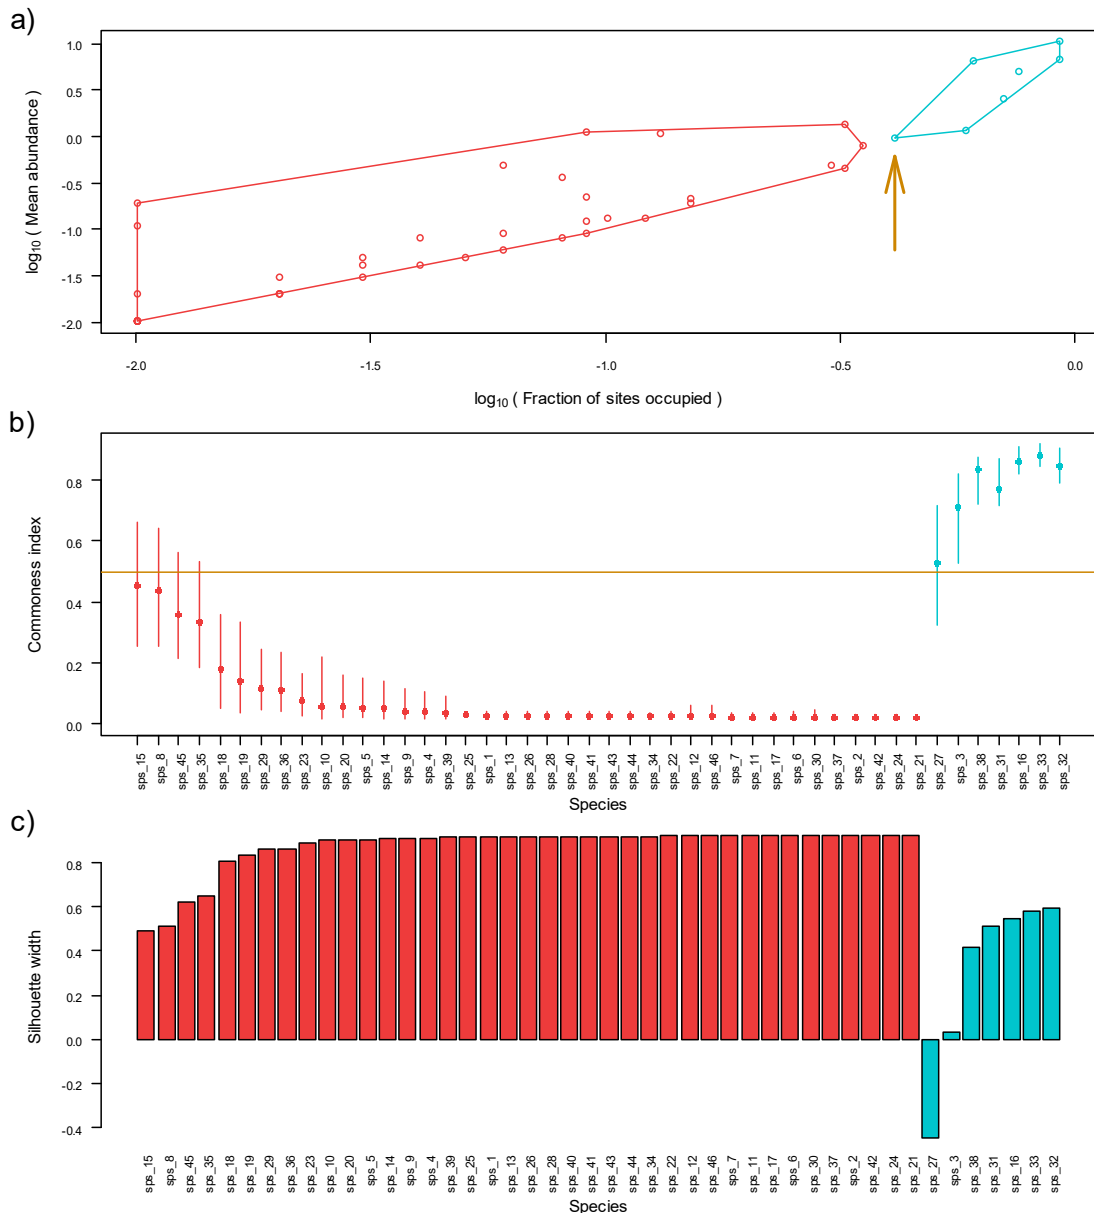 a)
1.0
0.5
0.0
-0.5
-1.0
-1.5
-2.0
log10 ( Mean abundance )
-2.0 -1.5 -1.0 -0.5 0.0
log10 ( Fraction of sites occupied )
b)
0.8
0.6
0.4
0.2
0.0
Commoness index
sps_15 sps_8 sps_45 sps_35 sps_18 sps_19 sps_29 sps_36 sps_23 sps_10 sps_20 sps_5 sps_14 sps_9 sps_4 sps_39 sps_25 sps_1 sps_13 sps_26 sps_28 sps_40 sps_41 sps_43 sps_44 sps_34 sps_22 sps_12 sps_46 sps_7 sps_11 sps_17 sps_6 sps_30 sps_37 sps_2 sps_42 sps_24 sps_21 sps_27 sps_3 sps_38 sps_31 sps_16 sps_33 sps_32
Species
c)
0.8
0.6
0.4
0.2
0.0
-0.2
-0.4
Silhouette width
sps_15 sps_8 sps_45 sps_35 sps_18 sps_19 sps_29 sps_36 sps_23 sps_10 sps_20 sps_5 sps_14 sps_9 sps_4 sps_39 sps_25 sps_1 sps_13 sps_26 sps_28 sps_40 sps_41 sps_43 sps_44 sps_34 sps_22 sps_12 sps_46 sps_7 sps_11 sps_17 sps_6 sps_30 sps_37 sps_2 sps_42 sps_24 sps_21 sps_27 sps_3 sps_38 sps_31 sps_16 sps_33 sps_32
Species